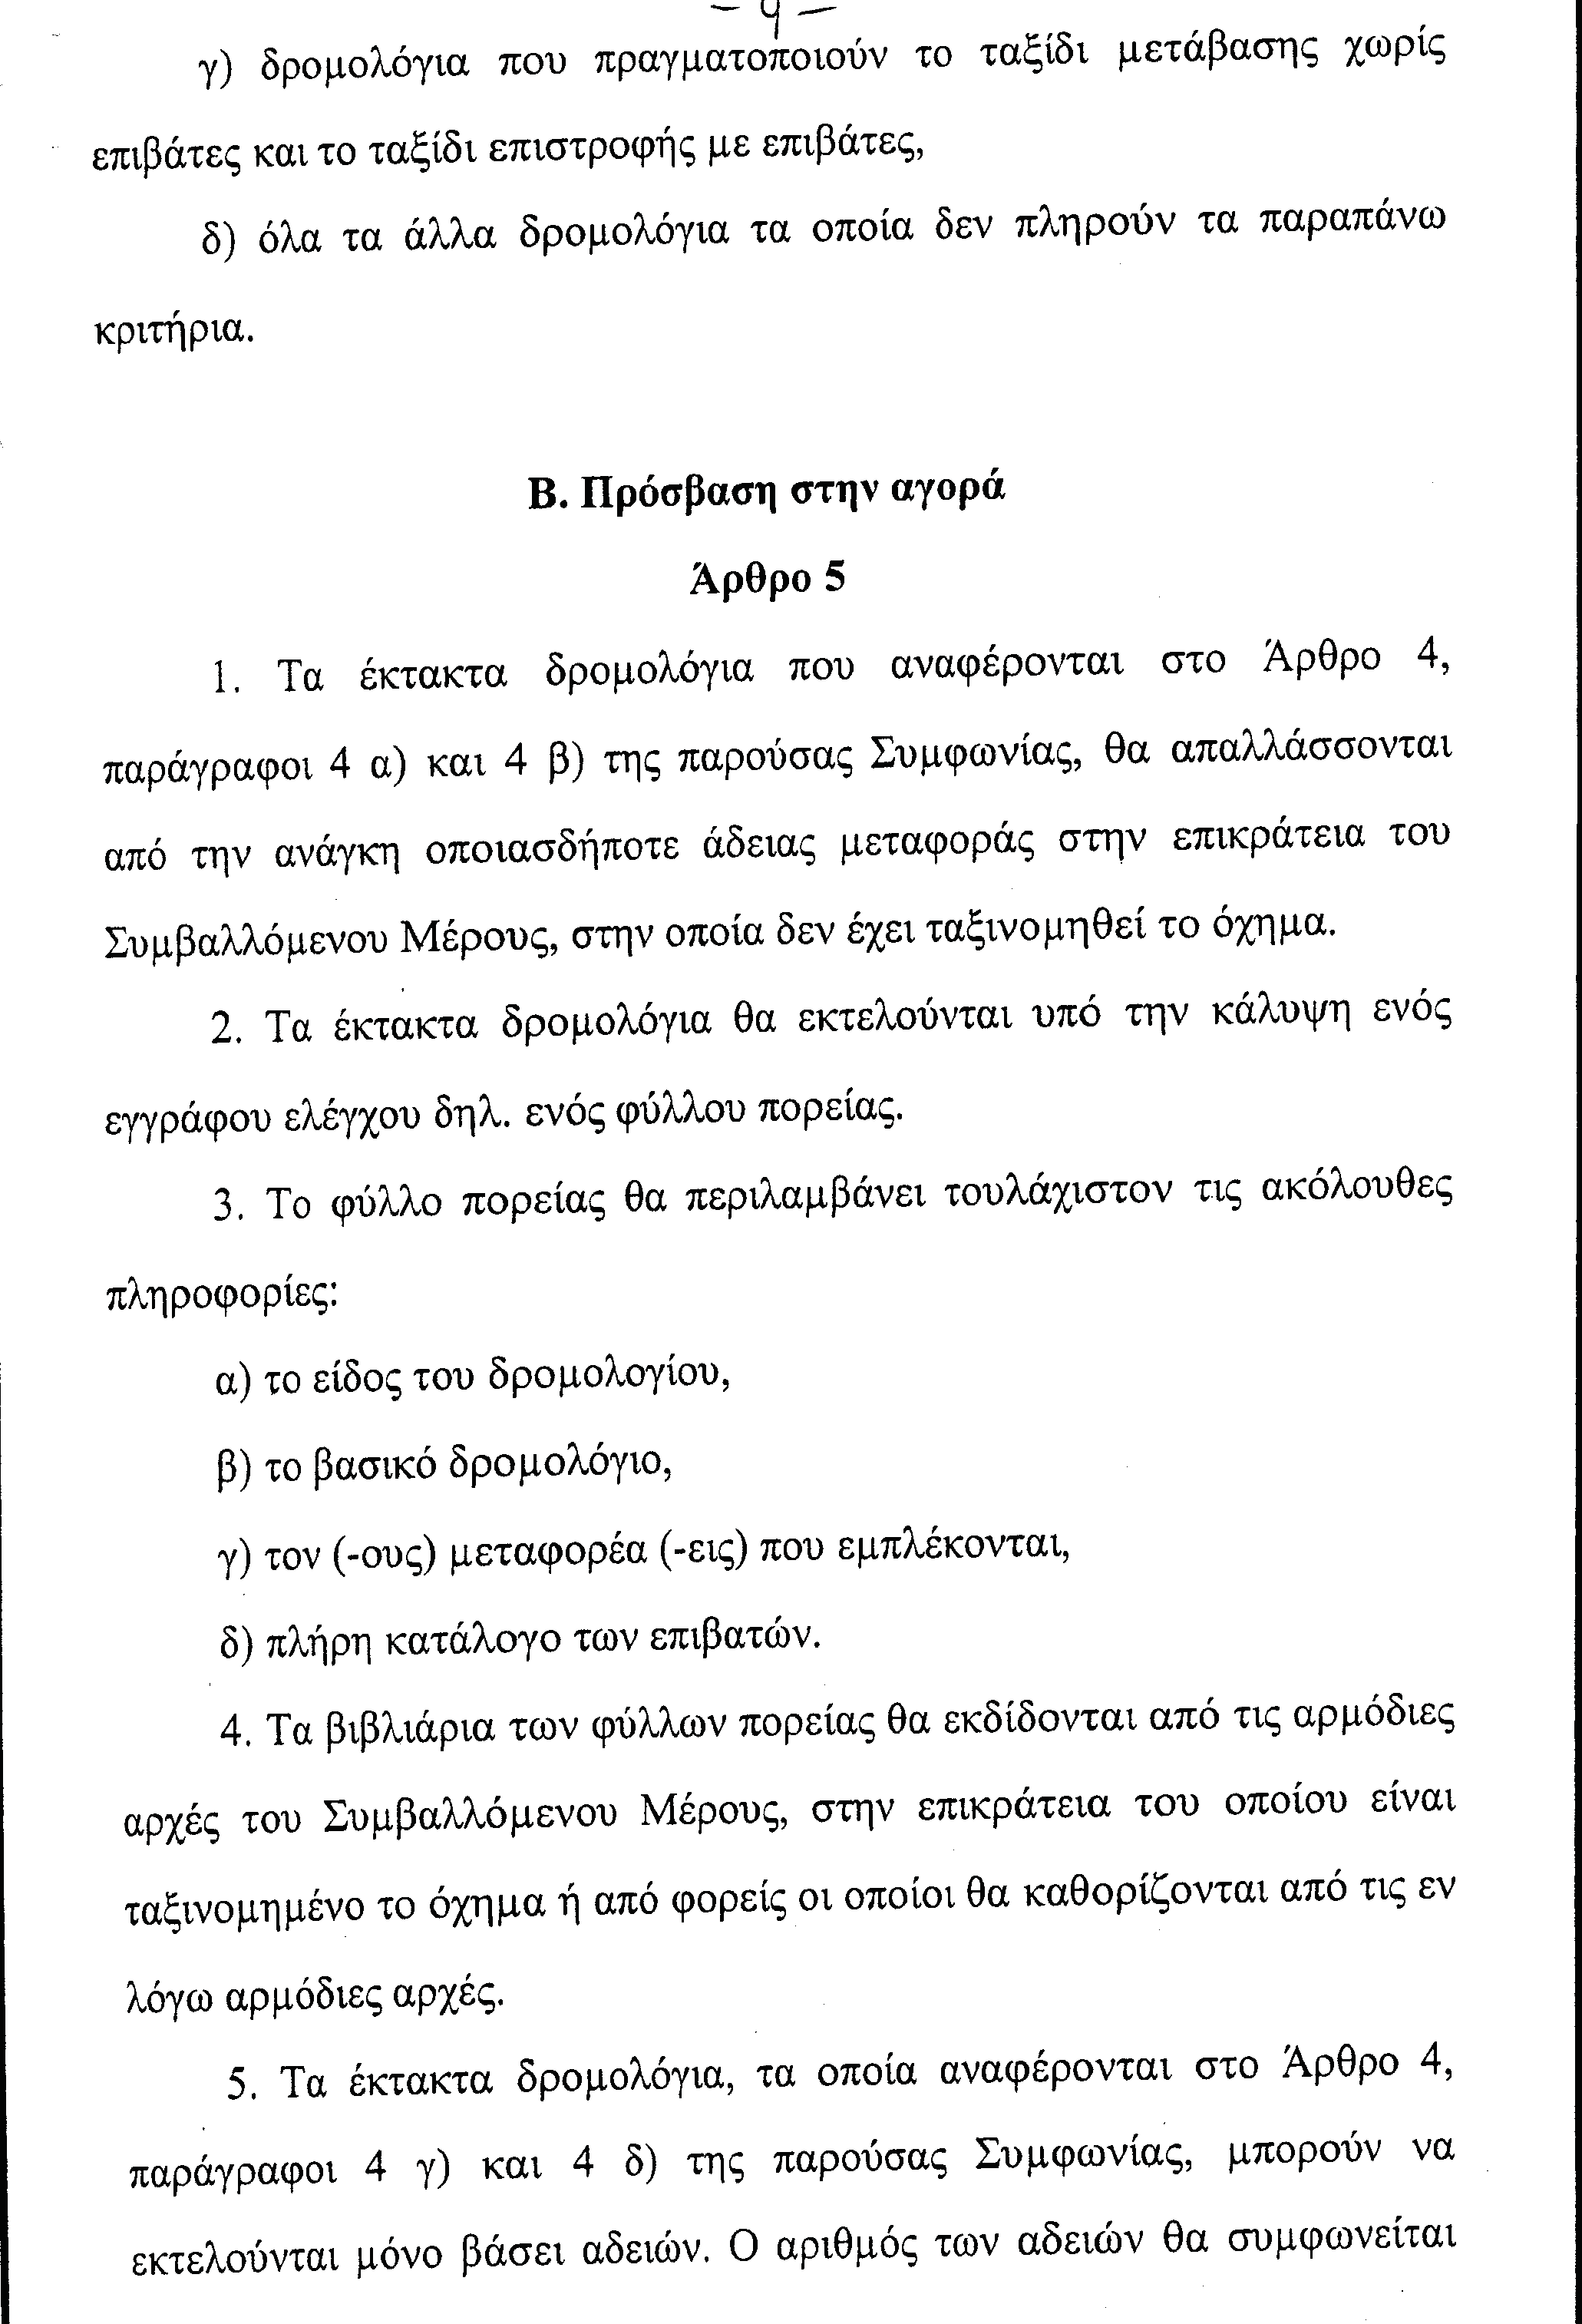 – 9 –
γ) δρομολόγια που πραγματοποιούν το ταξίδι μετάβασης χωρίς
επιβάτες και το ταξίδι επιστροφής με επιβάτες,
δ) όλα τα άλλα δρομολόγια τα οποία δεν πληρούν τα παραπάνω
κριτήρια.
Β. Πρόσβαση στην αγορά
Άρθρο 5
1. Τα έκτακτα δρομολόγια που αναφέρονται στο Άρθρο 4,
παράγραφοι 4 α) και 4 β) της παρούσας Συμφωνίας, θα απαλλάσσονται
από την ανάγκη οποιασδήποτε άδειας μεταφοράς στην επικράτεια του
Συμβαλλόμενου Μέρους, στην οποία δεν έχει ταξινομηθεί το όχημα.
2. Τα έκτακτα δρομολόγια θα εκτελούνται υπό την κάλυψη ενός
εγγράφου ελέγχου δηλ. ενός φύλλου πορείας.
3. Το φύλλο πορείας θα περιλαμβάνει τουλάχιστον τις ακόλουθες
πληροφορίες:
α) το είδος του δρομολογίου,
β) το βασικό δρομολόγιο,
γ) τον (-ους) μεταφορέα (-εις) που εμπλέκονται,
δ) πλήρη κατάλογο των επιβατών.
4. Τα βιβλιάρια των φύλλων πορείας θα εκδίδονται από τις αρμόδιες
αρχές του Συμβαλλόμενου Μέρους, στην επικράτεια του οποίου είναι
ταξινομημένο το όχημα ή από φορείς οι οποίοι θα καθορίζονται από τις εν
λόγω αρμόδιες αρχές.
5. Τα έκτακτα δρομολόγια, τα οποία αναφέρονται στο Άρθρο 4,
παράγραφοι 4 γ) και 4 δ) της παρούσας Συμφωνίας, μπορούν να
εκτελούνται μόνο βάσει αδειών. Ο αριθμός των αδειών θα συμφωνείται